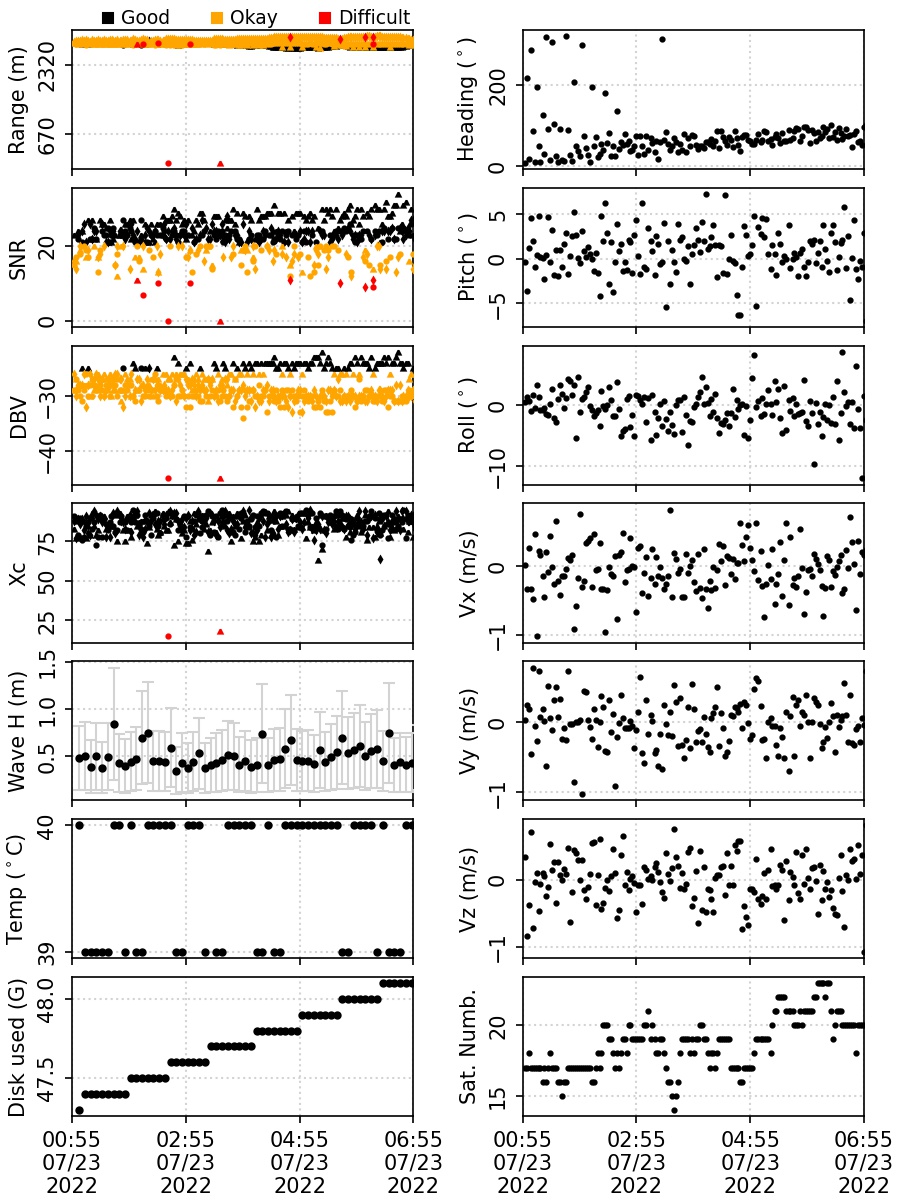 Good Okay Difficult
Range (m)
2320
670
Heading (°)
200
0
SNR
20
0
Pitch (°)
5
0
−5
DBV
−30
−40
Roll (°)
0
−10
Xc
75
50
25
Vx (m/s)
0
−1
Wave H (m)
1.5
1.0
0.5
Vy (m/s)
0
−1
Temp (°C)
40
39
Vz (m/s)
0
−1
Disk used (G)
48.0
47.5
Sat. Numb.
20
15
00:55 02:55 04:55 06:55 00:55 02:55 04:55 06:55
07/23 07/23 07/23 07/23 07/23 07/23 07/23 07/23
2022 2022 2022 2022 2022 2022 2022 2022